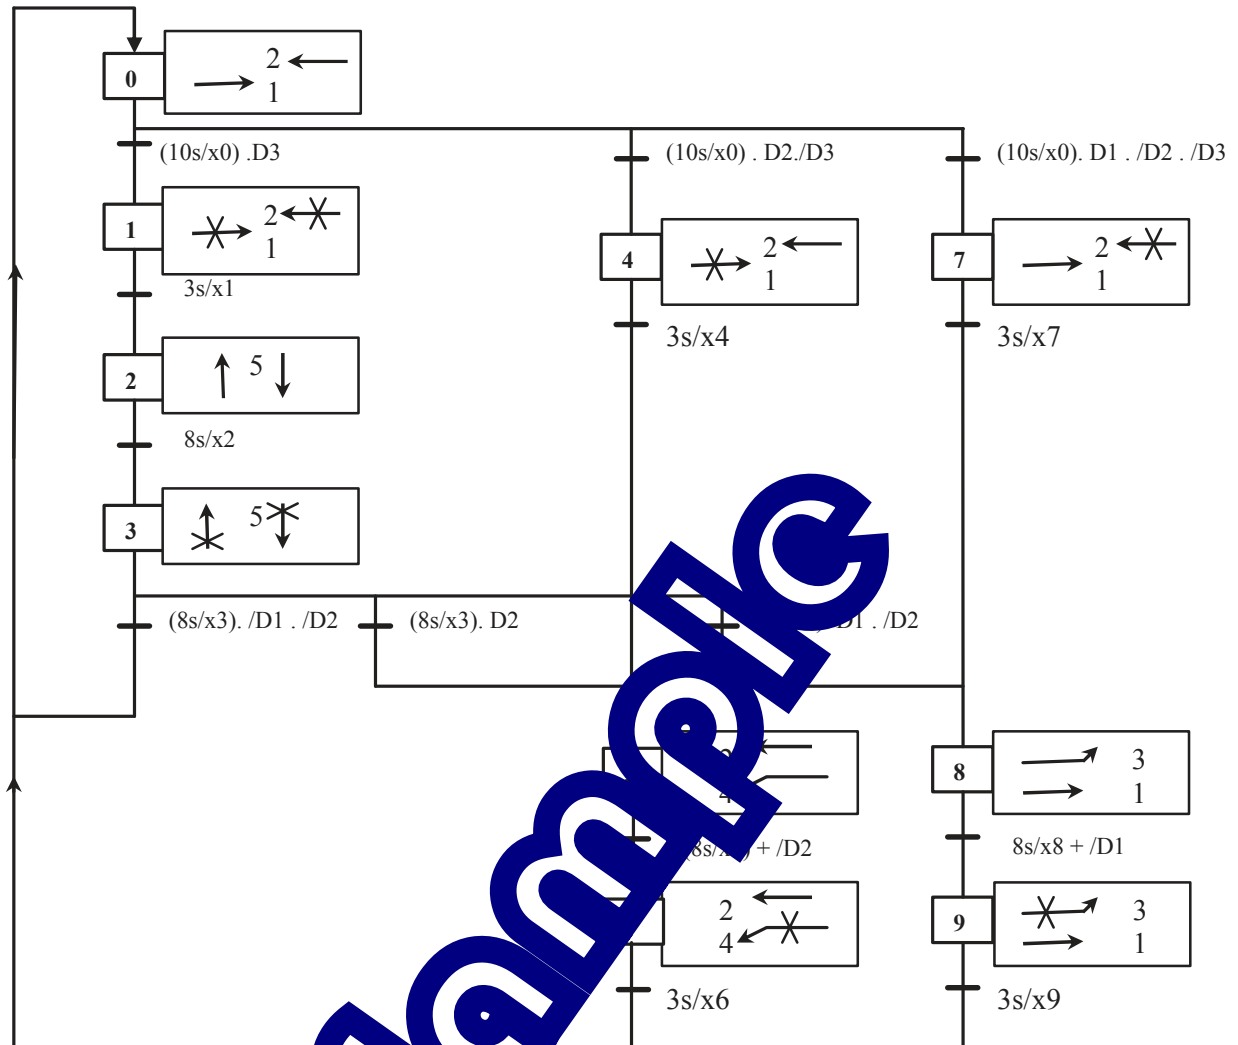 0
2
1
(10s/x0) .D3
(10s/x0) . D2./D3
(10s/x0). D1 . /D2 . /D3
1
2
1
3s/x1
4
2
1
3s/x4
7
2
1
3s/x7
2
5
8s/x2
3
5
(8s/x3). /D1 . /D2
(8s/x3). D2
D1 . /D2
4
+ /D2
8
3
1
8s/x8 + /D1
2
4
3s/x6
9
3
1
3s/x9